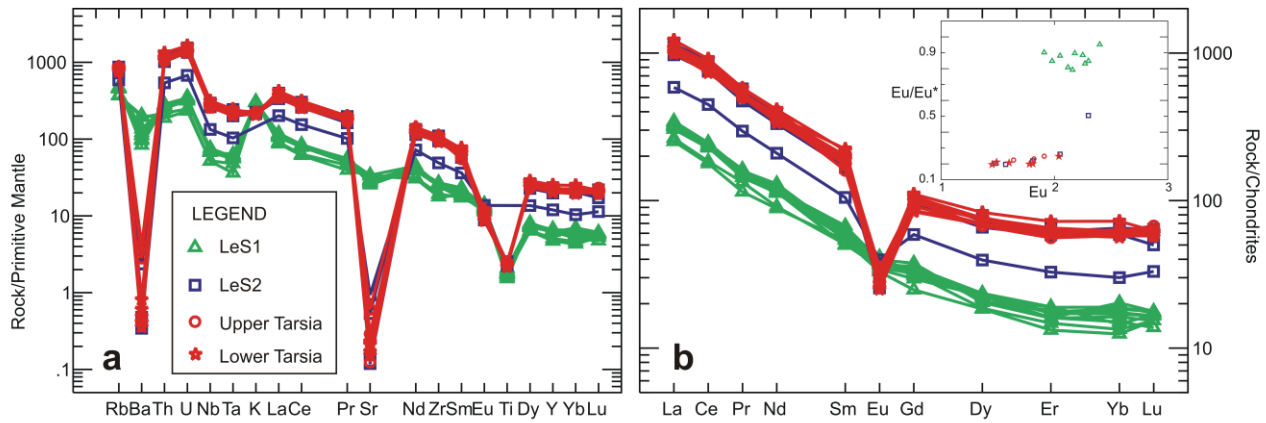 1000
100
10
1
.1
Rock/Primitive Mantle
LEGEND
LeS1
LeS2
Upper Tarsia
Lower Tarsia
a
Rb Ba Th U Nb Ta K La Ce Pr Sr Nd Zr Sm Eu Ti Dy Y Yb Lu
0.9
Eu/Eu*
0.5
0.1
1 Eu 2 3
1000
100
10
Rock/Chondrites
b
La Ce Pr Nd Sm Eu Gd Dy Er Yb Lu